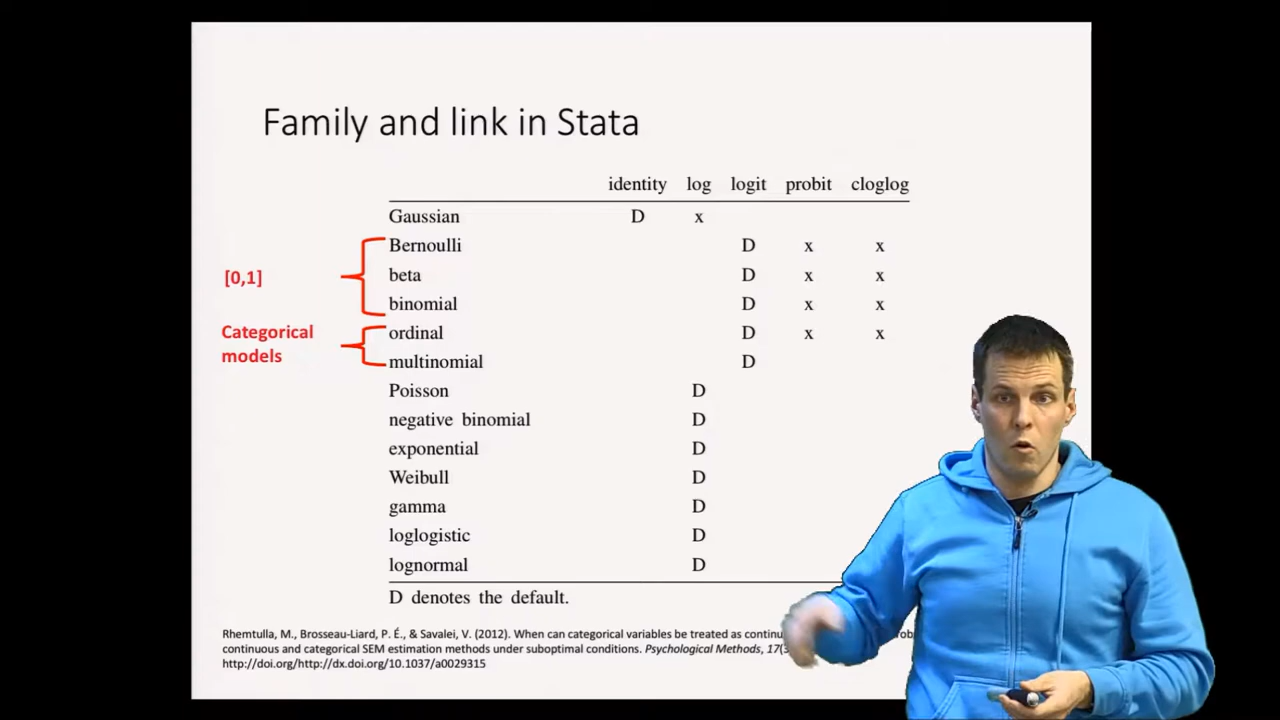 Family and link in Stata
identity log logit probit cloglog
Gaussian D x
Bernoulli D x x
[0,1]
beta D x x
binomial D x x
Categorical
models
ordinal D x x
multinomial D
Poisson D
negative binomial D
exponential D
Weibull D
gamma D
loglogistic D
lognormal D
D denotes the default.
Rhemtulla, M., Brosseau-Liard, P. É., & Savalei, V. (2012). When can categorical variables be treated as
continuous and categorical SEM estimation methods under suboptimal conditions. Psychological Methods,
http://doi.org/http://dx.doi.org/10.1037/a0029315